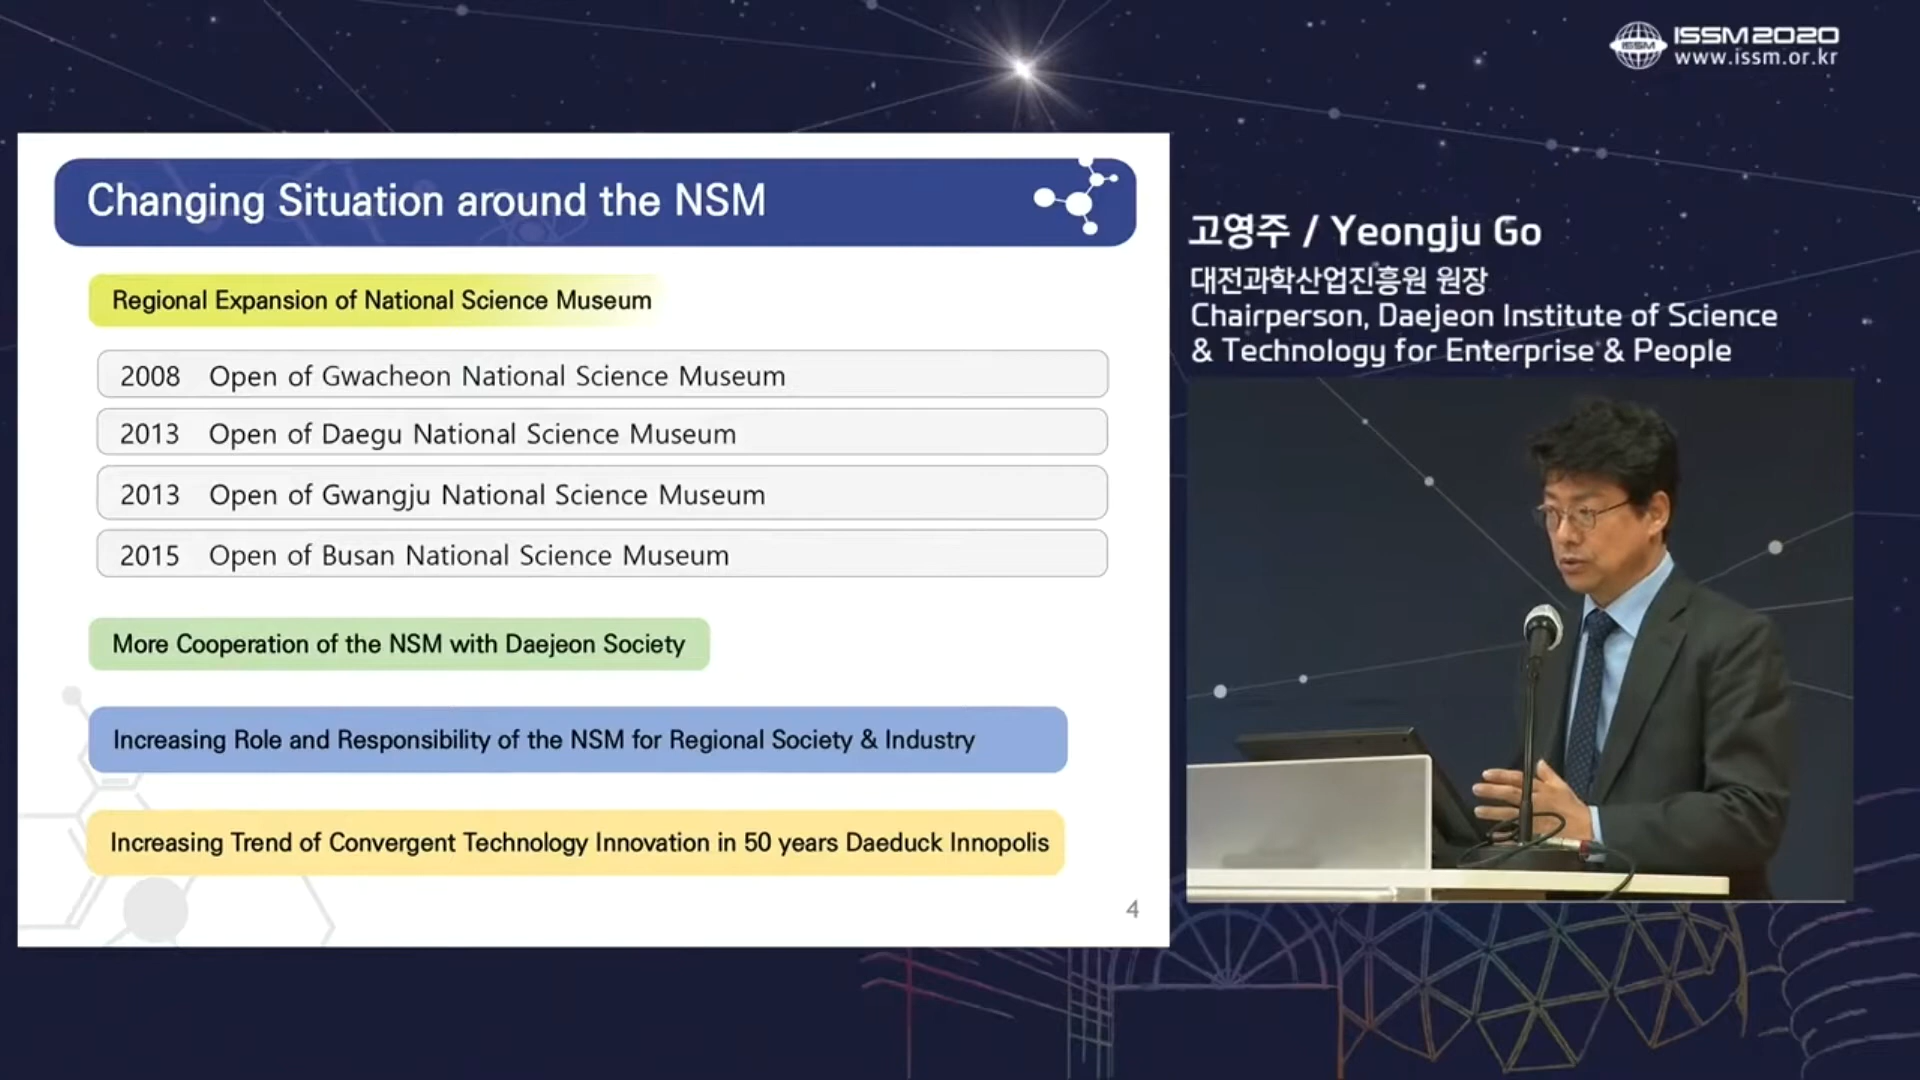 ISSM
ISSM2020
www.issm.or.kr
Changing Situation around the NSM
Regional Expansion of National Science Museum
2008 Open of Gwacheon National Science Museum
2013 Open of Daegu National Science Museum
2013 Open of Gwangju National Science Museum
2015 Open of Busan National Science Museum
More Cooperation of the NSM with Daejeon Society
Increasing Role and Responsibility of the NSM for Regional Society & Industry
Increasing Trend of Convergent Technology Innovation in 50 years Daeduck Innopolis
4
고영주 / Yeongju Go
대전과학산업진흥원 원장
Chairperson, Daejeon Institute of Science
& Technology for Enterprise & People